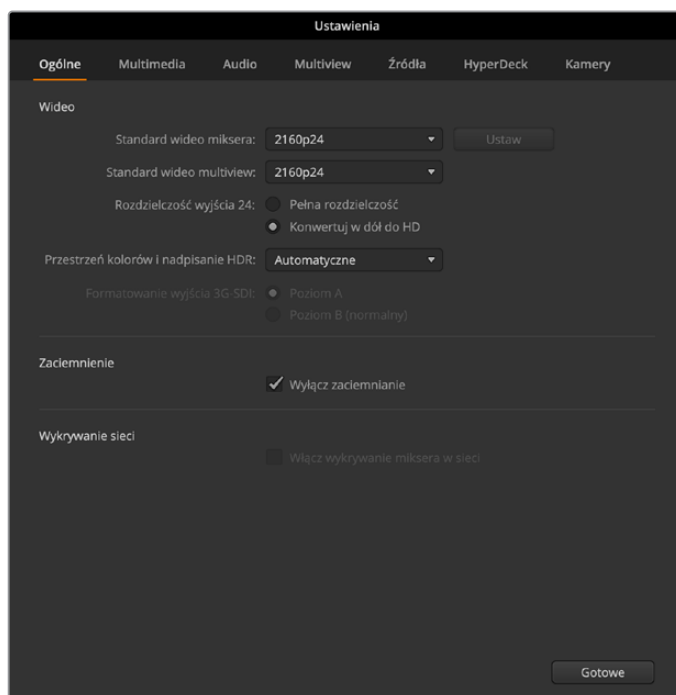 Ustawienia
Ogólne Multimedia Audio Multiview Źródła HyperDeck Kamery
Wideo
Standard wideo miksera: 2160p24 Ustaw
Standard wideo multiview: 2160p24
Rozdzielczość wyjścia 24: Pełna rozdzielczość
Konwertuj w dół do HD
Przestrzeń kolorów i nadpisanie HDR: Automatyczne
Formatowanie wyjścia 3G-SDI: Poziom A
Poziom B (normalny)
Zaciemnienie
Wyłącz zaciemnianie
Wykrywanie sieci
Włącz wykrywanie miksera w sieci
Gotowe